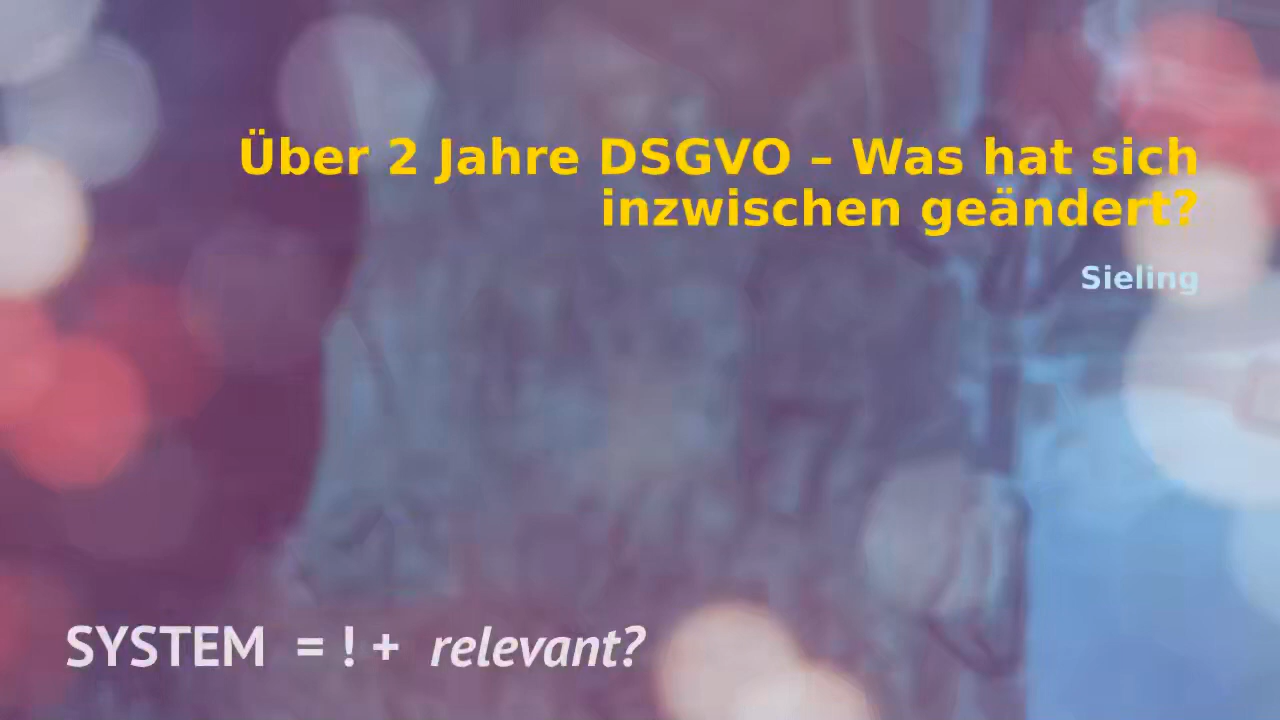 Über 2 Jahre DSGVO – Was hat sich
inzwischen geändert?
Sieling
SYSTEM = ! + relevant?